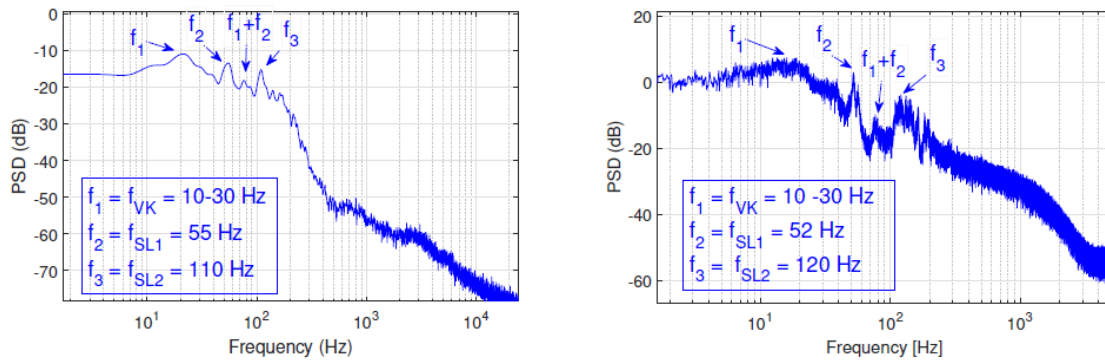 0
-10
-20
-30
-40
-50
-60
-70
PSD (dB)
f1
f2
f1+f2
f3
f1 = fVK = 10-30 Hz
f2 = fSL1 = 55 Hz
f3 = fSL2 = 110 Hz
10^1
10^2
10^3
10^4
Frequency (Hz)
20
0
-20
-40
-60
PSD (dB)
f1
f2
f1+f2
f3
f1 = fVK = 10 -30 Hz
f2 = fSL1 = 52 Hz
f3 = fSL2 = 120 Hz
10^1
10^2
10^3
Frequency [Hz]